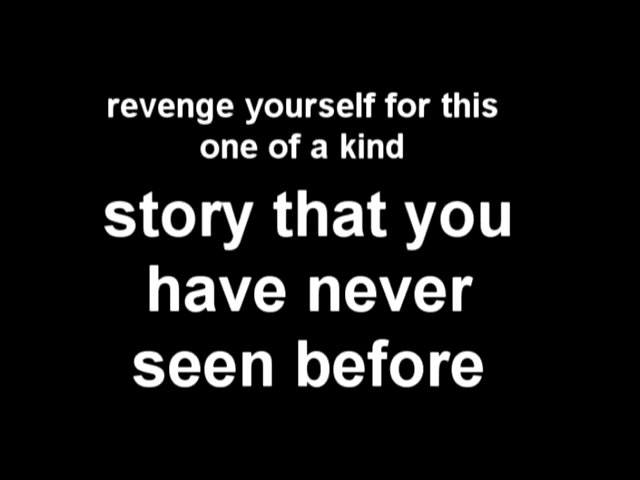 revenge yourself for this
one of a kind
story that you
have never
seen before